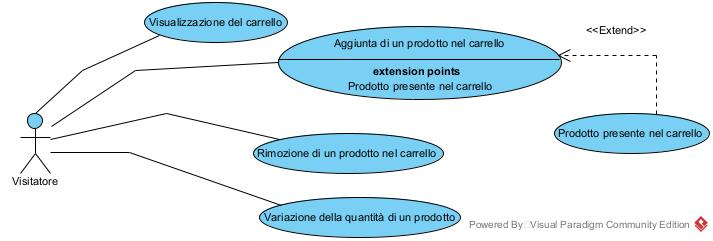 Visualizzazione del carrello
Aggiunta di un prodotto nel carrello
extension points
Prodotto presente nel carrello
<<Extend>>
Prodotto presente nel carrello
Rimozione di un prodotto nel carrello
Visitatore
Variazione della quantità di un prodotto
Powered By Visual Paradigm Community Edition